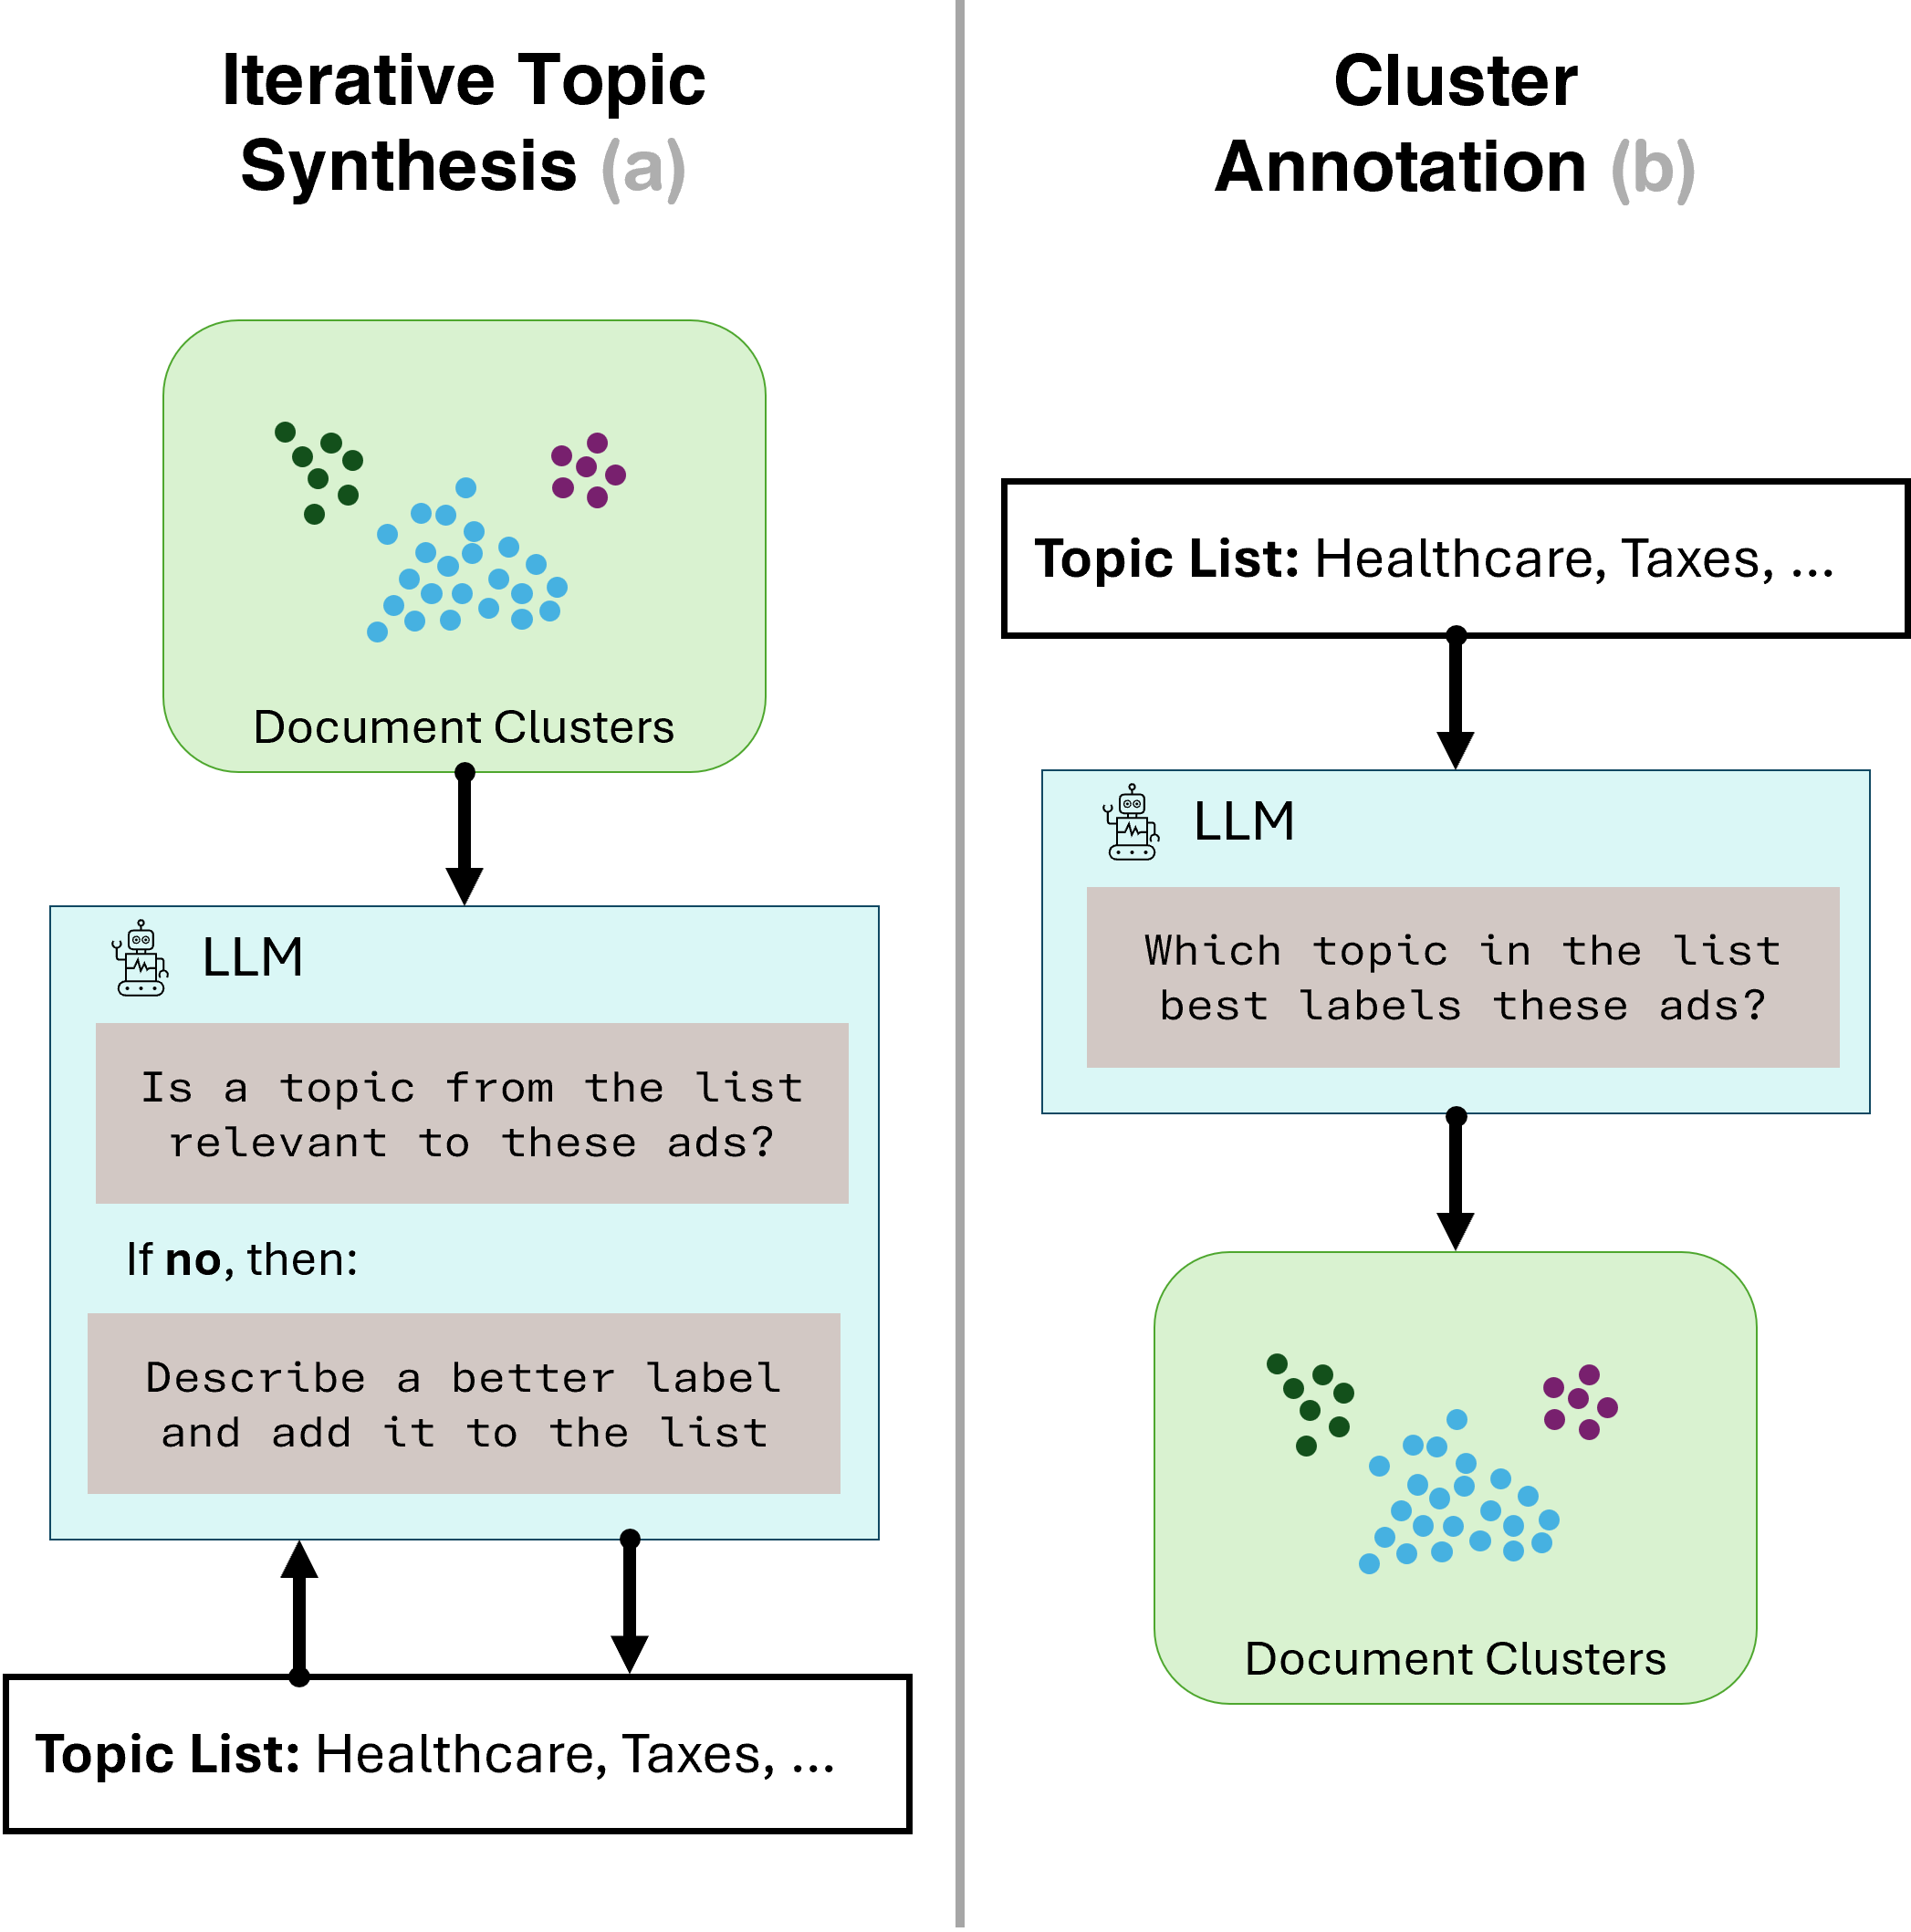 Iterative Topic
Synthesis (a)
Document Clusters
LLM
Is a topic from the list
relevant to these ads?
If no, then:
Describe a better label
and add it to the list
Topic List: Healthcare, Taxes, ...
Cluster
Annotation (b)
Topic List: Healthcare, Taxes, ...
LLM
Which topic in the list
best labels these ads?
Document Clusters